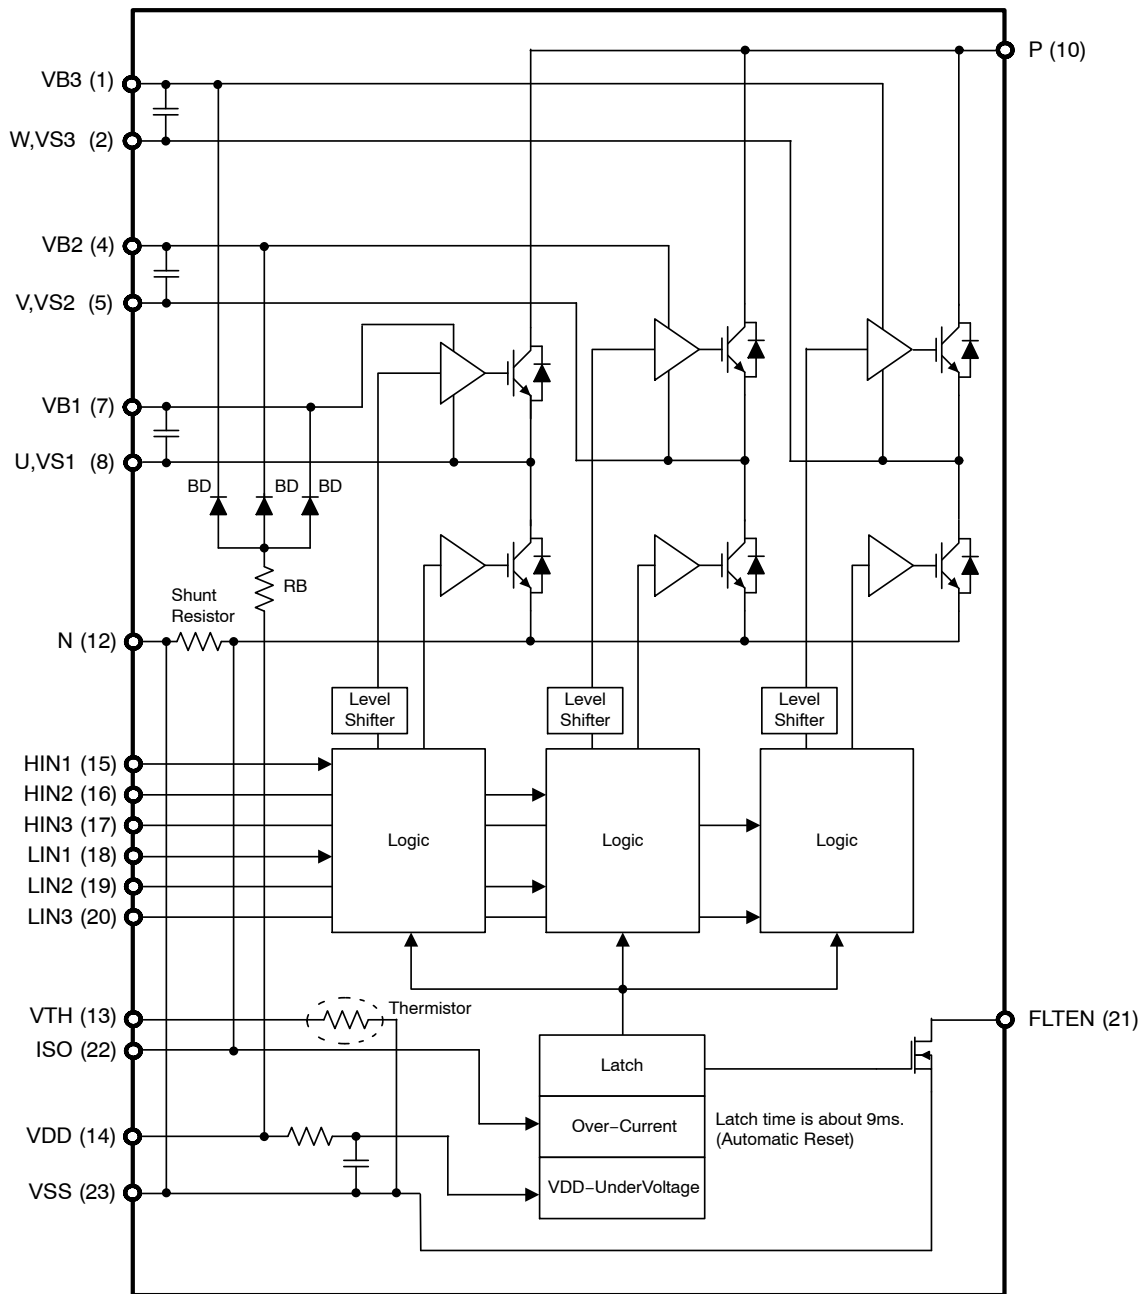 P (10)
VB3 (1)
W,VS3 (2)
VB2 (4)
V,VS2 (5)
VB1 (7)
U,VS1 (8)
BD
BD
BD
RB
Shunt
Resistor
N (12)
Level
Shifter
Level
Shifter
Level
Shifter
HIN1 (15)
HIN2 (16)
HIN3 (17)
LIN1 (18)
LIN2 (19)
LIN3 (20)
Logic
Logic
Logic
VTH (13)
Thermistor
ISO (22)
FLTEN (21)
Latch
Over−Current
VDD−UnderVoltage
Latch time is about 9ms.
(Automatic Reset)
VDD (14)
VSS (23)